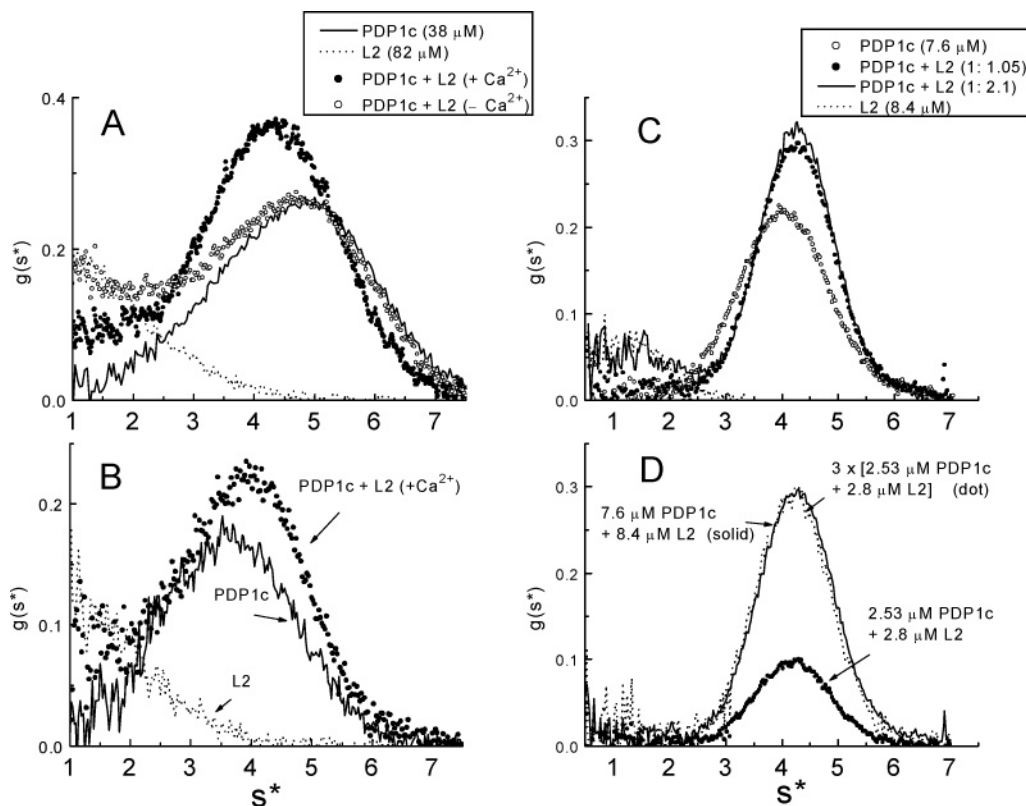 PDP1c (38 μM)
L2 (82 μM)
PDP1c + L2 (+ Ca2+)
PDP1c + L2 (– Ca2+)
A
0.4
0.2
0.0
g(s*)
1 2 3 4 5 6 7
B
0.2
0.1
0.0
g(s*)
PDP1c + L2 (+Ca2+)
PDP1c
L2
1 2 3 4 5 6 7
s*
PDP1c (7.6 μM)
PDP1c + L2 (1: 1.05)
PDP1c + L2 (1: 2.1)
L2 (8.4 μM)
C
0.3
0.2
0.1
0.0
g(s*)
1 2 3 4 5 6 7
D
0.3
0.2
0.1
0.0
g(s*)
7.6 μM PDP1c
+ 8.4 μM L2 (solid)
3 x [2.53 μM PDP1c
+ 2.8 μM L2] (dot)
2.53 μM PDP1c
+ 2.8 μM L2
1 2 3 4 5 6 7
s*